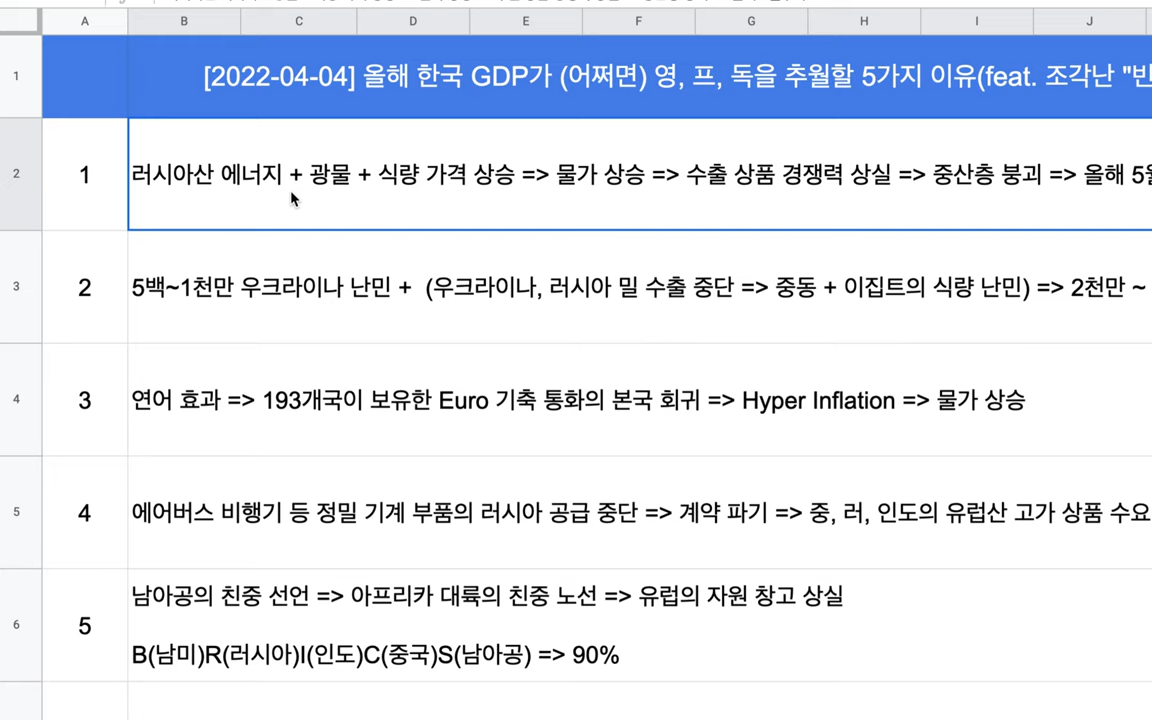 A B C D E F G H I J
1 [2022-04-04] 올해 한국 GDP가 (어쩌면) 영, 프, 독을 추월할 5가지 이유(feat. 조각난 "반
2 1 러시아산 에너지 + 광물 + 식량 가격 상승 => 물가 상승 => 수출 상품 경쟁력 상실 => 중산층 붕괴 => 올해 5월
3 2 5백~1천만 우크라이나 난민 + (우크라이나, 러시아 밀 수출 중단 => 중동 + 이집트의 식량 난민) => 2천만 ~
4 3 연어 효과 => 193개국이 보유한 Euro 기축 통화의 본국 회귀 => Hyper Inflation => 물가 상승
5 4 에어버스 비행기 등 정밀 기계 부품의 러시아 공급 중단 => 계약 파기 => 중, 러, 인도의 유럽산 고가 상품 수요
남아공의 친중 선언 => 아프리카 대륙의 친중 노선 => 유럽의 자원 창고 상실
6 5
B(남미)R(러시아)I(인도)C(중국)S(남아공) => 90%